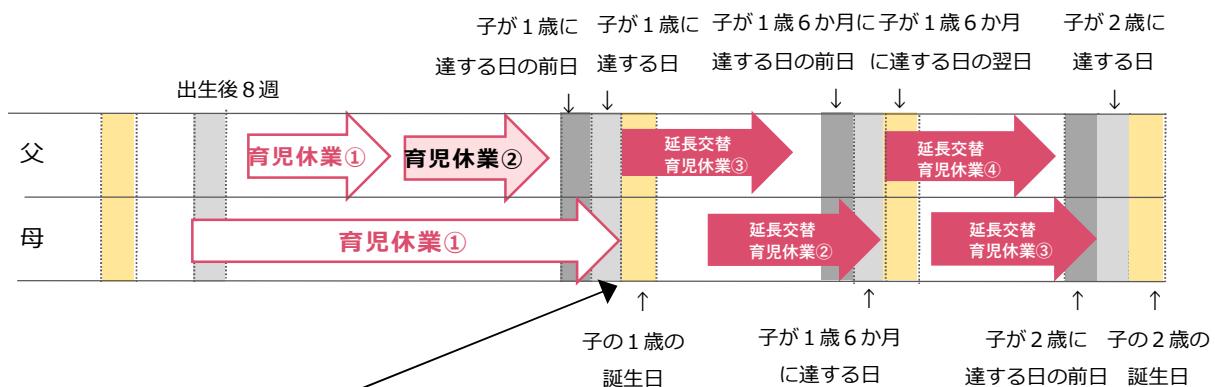 子が１歳に
達する日の前日
子が１歳に
達する日
子が１歳６か月に
達する日の前日
子が１歳６か月
に達する日の翌日
子が２歳に
達する日
出生後８週
↓
↓
↓
↓
↓
父
育児休業①
育児休業②
延長交替
育児休業③
延長交替
育児休業④
母
育児休業①
延長交替
育児休業②
延長交替
育児休業③
↑
↑
↑
↑
子の１歳の
誕生日
子が１歳６か月
に達する日
子が２歳に
達する日の前日
子の２歳の
誕生日